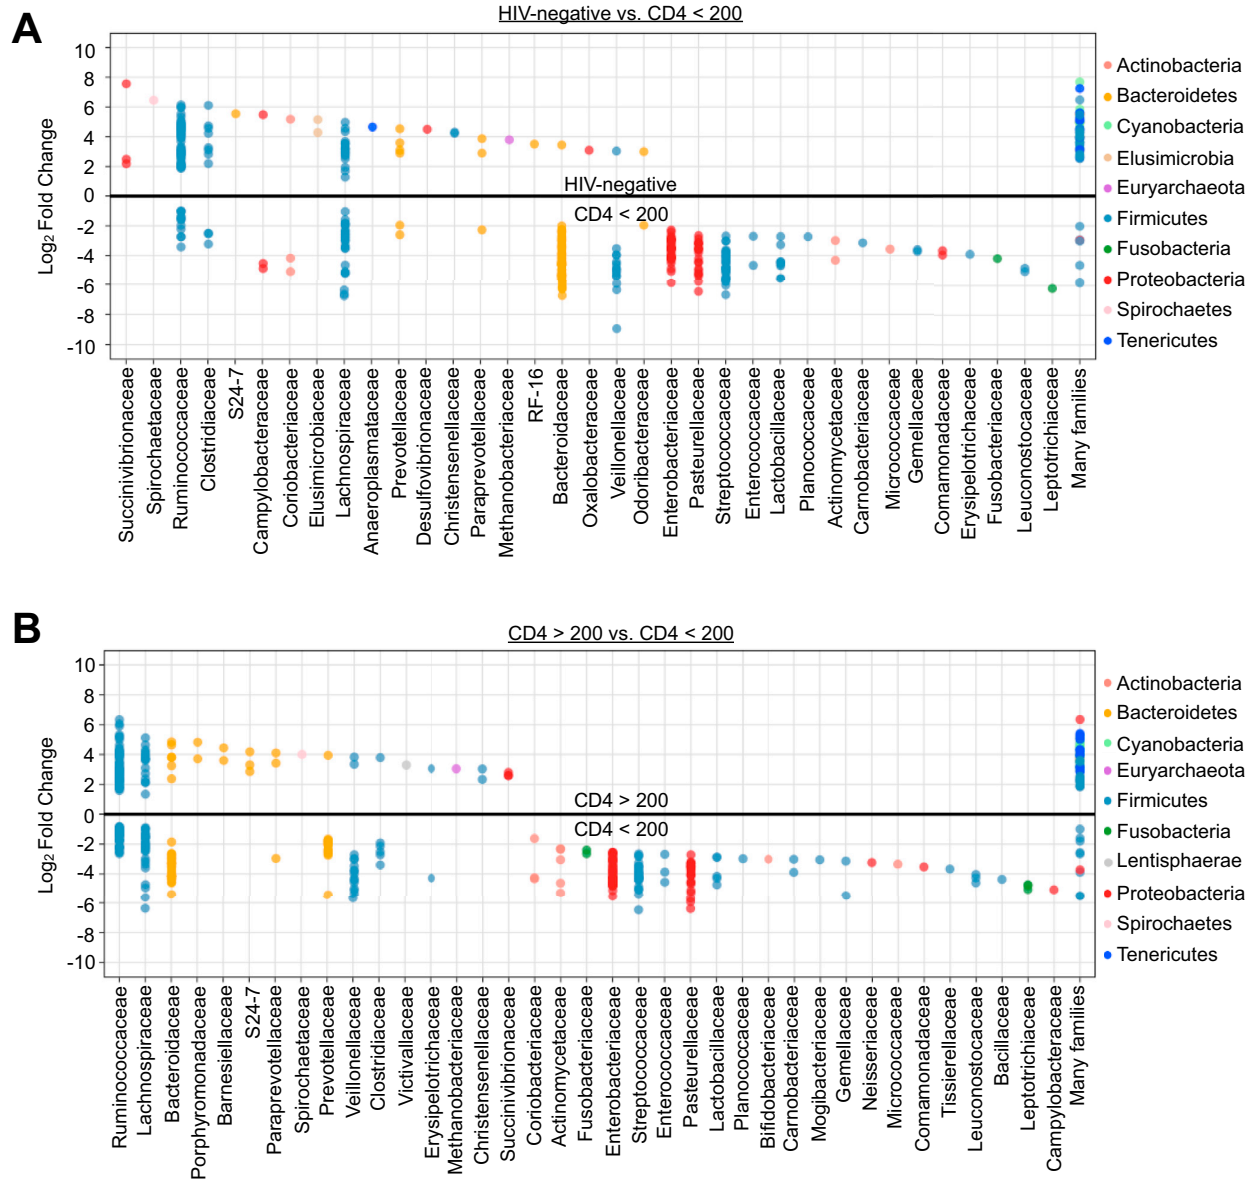 A
HIV-negative vs. CD4 < 200
Log2 Fold Change
10
8
6
4
2
0
-2
-4
-6
-8
-10
HIV-negative
CD4 < 200
Actinobacteria
Bacteroidetes
Cyanobacteria
Elusimicrobia
Euryarchaeota
Firmicutes
Fusobacteria
Proteobacteria
Spirochaetes
Tenericutes
Succinivibrionaceae
Spirochaetaceae
Ruminococcaceae
Clostridiaceae
S24-7
Campylobacteraceae
Coriobacteriaceae
Elusimicrobiaceae
Lachnospiraceae
Anaeroplasmataceae
Prevotellaceae
Desulfovibrionaceae
Christensenellaceae
Paraprevotellaceae
Methanobacteriaceae
RF-16
Bacteroidaceae
Oxalobacteraceae
Veillonellaceae
Odoribacteraceae
Enterobacteriaceae
Pasteurellaceae
Streptococcaceae
Enterococcaceae
Lactobacillaceae
Planococcaceae
Actinomycetaceae
Carnobacteriaceae
Micrococcaceae
Gemellaceae
Comamonadaceae
Erysipelotrichaceae
Fusobacteriaceae
Leuconostocaceae
Leptotrichiaceae
Many families
B
CD4 > 200 vs. CD4 < 200
Log2 Fold Change
10
8
6
4
2
0
-2
-4
-6
-8
-10
CD4 > 200
CD4 < 200
Actinobacteria
Bacteroidetes
Cyanobacteria
Euryarchaeota
Firmicutes
Fusobacteria
Lentisphaerae
Proteobacteria
Spirochaetes
Tenericutes
Ruminococcaceae
Lachnospiraceae
Bacteroidaceae
Porphyromonadaceae
Barnesiellaceae
S24-7
Paraprevotellaceae
Spirochaetaceae
Prevotellaceae
Veillonellaceae
Clostridiaceae
Victivallaceae
Erysipelotrichaceae
Methanobacteriaceae
Christensenellaceae
Succinivibrionaceae
Coriobacteriaceae
Actinomycetaceae
Fusobacteriaceae
Enterobacteriaceae
Streptococcaceae
Enterococcaceae
Pasteurellaceae
Lactobacillaceae
Planococcaceae
Bifidobacteriaceae
Carnobacteriaceae
Mogibacteriaceae
Gemellaceae
Neisseriaceae
Micrococcaceae
Comamonadaceae
Tissierellaceae
Leuconostocaceae
Bacillaceae
Leptotrichiaceae
Campylobacteraceae
Many families